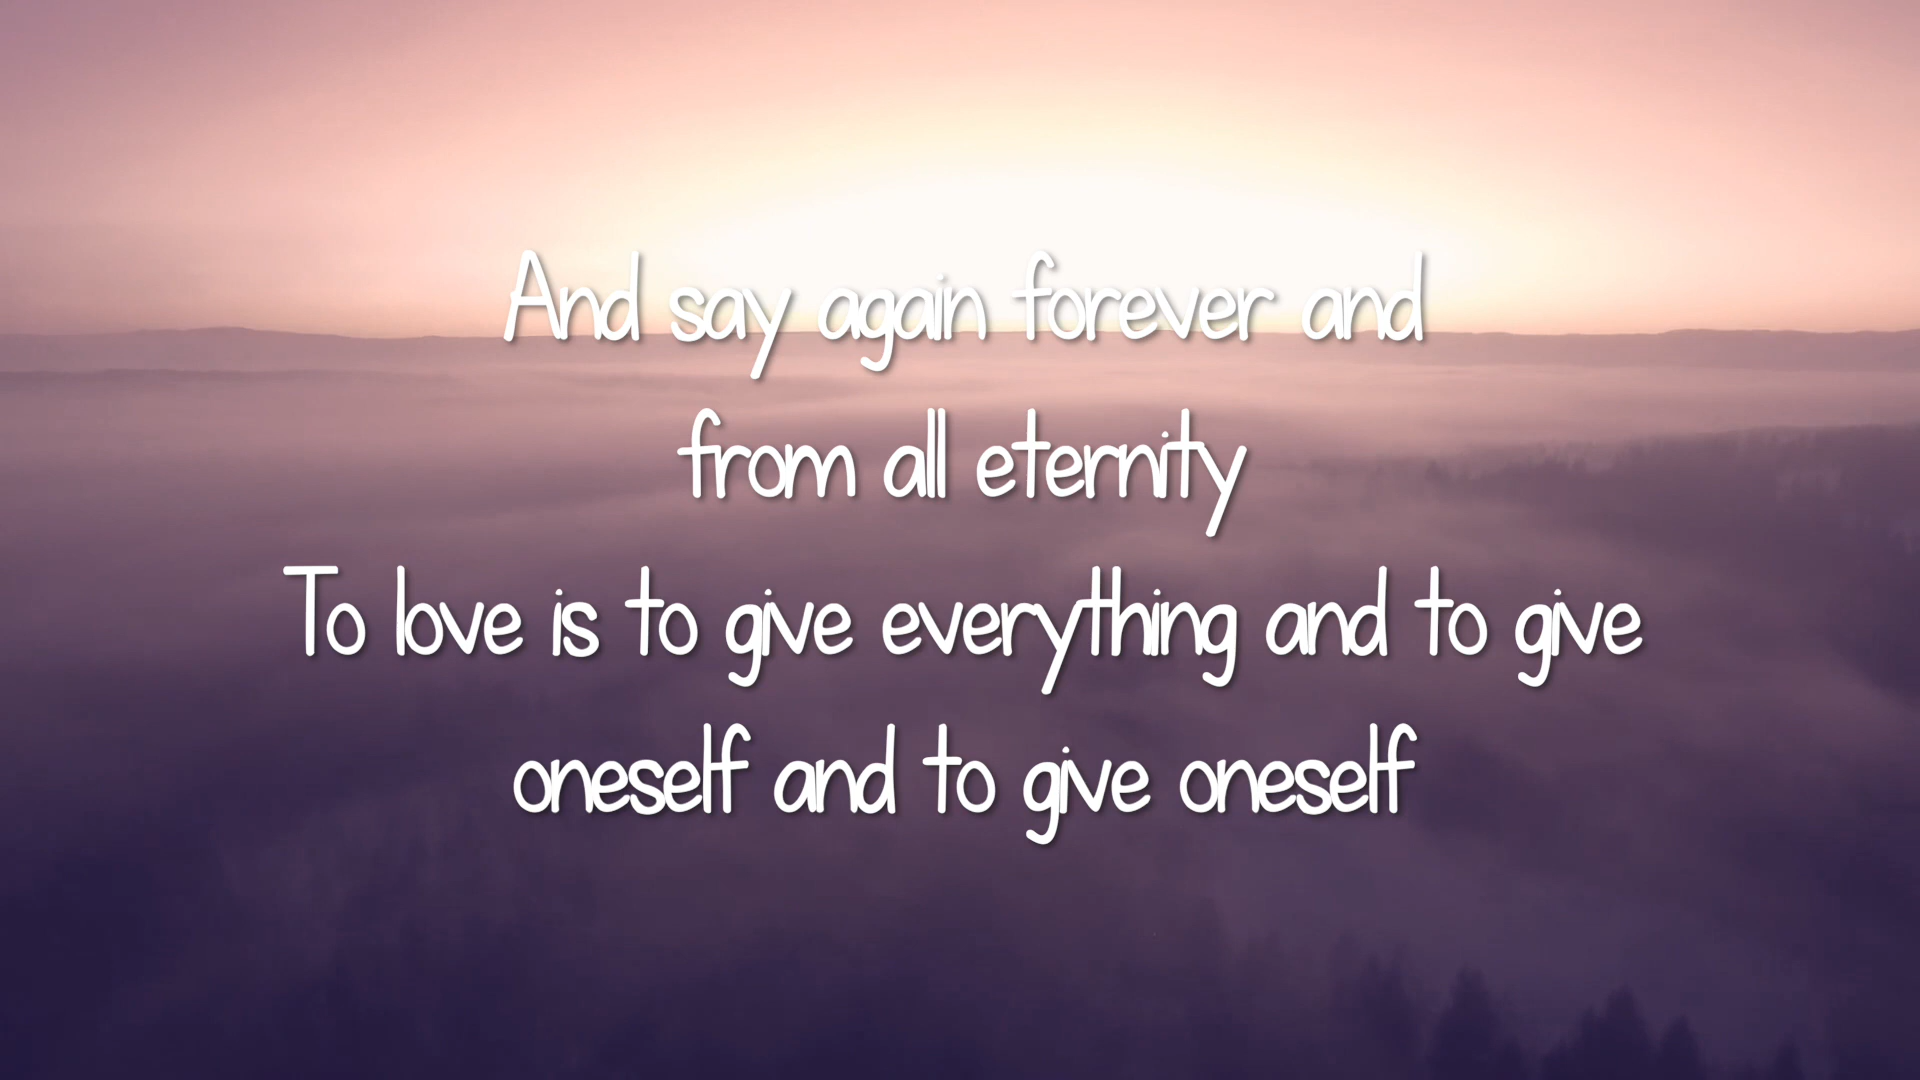 And say again forever and
from all eternity
To love is to give everything and to give
oneself and to give oneself